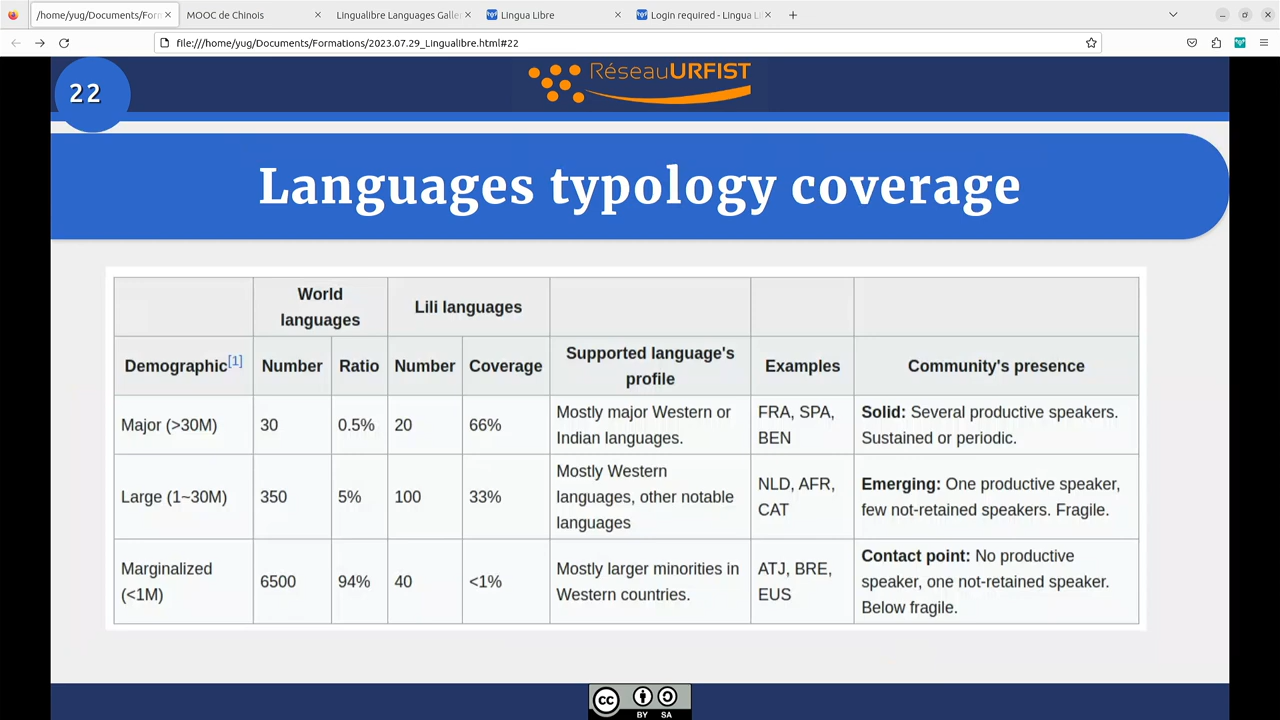 /home/yug/Documents/For
MOOC de Chinois
Lingualibre Languages Galle
Lingua Libre
Login required - Lingua Li
file:///home/yug/Documents/Formations/2023.07.29_Lingualibre.html#22
22
RéseauURFIST
Languages typology coverage
World
languages
Lili languages
Demographic[1]
Number
Ratio
Number
Coverage
Supported language's
profile
Examples
Community's presence
Major (>30M)
30
0.5%
20
66%
Mostly major Western or
Indian languages.
FRA, SPA,
BEN
Solid: Several productive speakers.
Sustained or periodic.
Large (1~30M)
350
5%
100
33%
Mostly Western
languages, other notable
languages
NLD, AFR,
CAT
Emerging: One productive speaker,
few not-retained speakers. Fragile.
Marginalized
(<1M)
6500
94%
40
<1%
Mostly larger minorities in
Western countries.
ATJ, BRE,
EUS
Contact point: No productive
speaker, one not-retained speaker.
Below fragile.
cc
BY SA